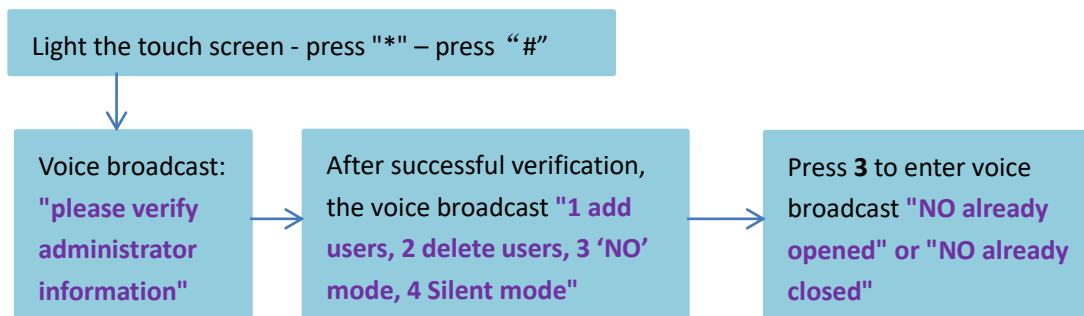 Light the touch screen - press "*" – press “#”
Voice broadcast:
"please verify
administrator
information"
After successful verification,
the voice broadcast "1 add
users, 2 delete users, 3 ‘NO’
mode, 4 Silent mode"
Press 3 to enter voice
broadcast "NO already
opened" or "NO already
closed"